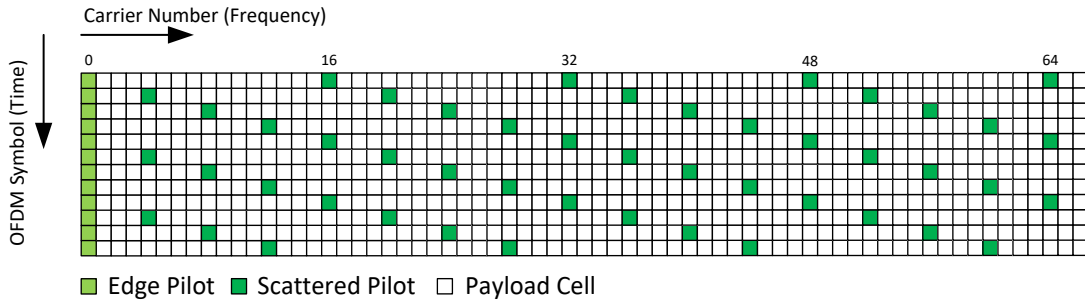 Carrier Number (Frequency)
OFDM Symbol (Time)
0 16 32 48 64
Edge Pilot Scattered Pilot Payload Cell